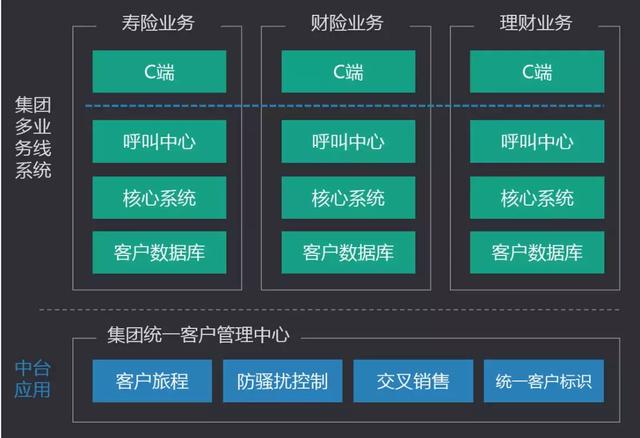 寿险业务 财险业务 理财业务
C端 C端 C端
集团
多业
务线
系统
呼叫中心 呼叫中心 呼叫中心
核心系统 核心系统 核心系统
客户数据库 客户数据库 客户数据库
集团统一客户管理中心
中台
应用
客户旅程 防骚扰控制 交叉销售 统一客户标识